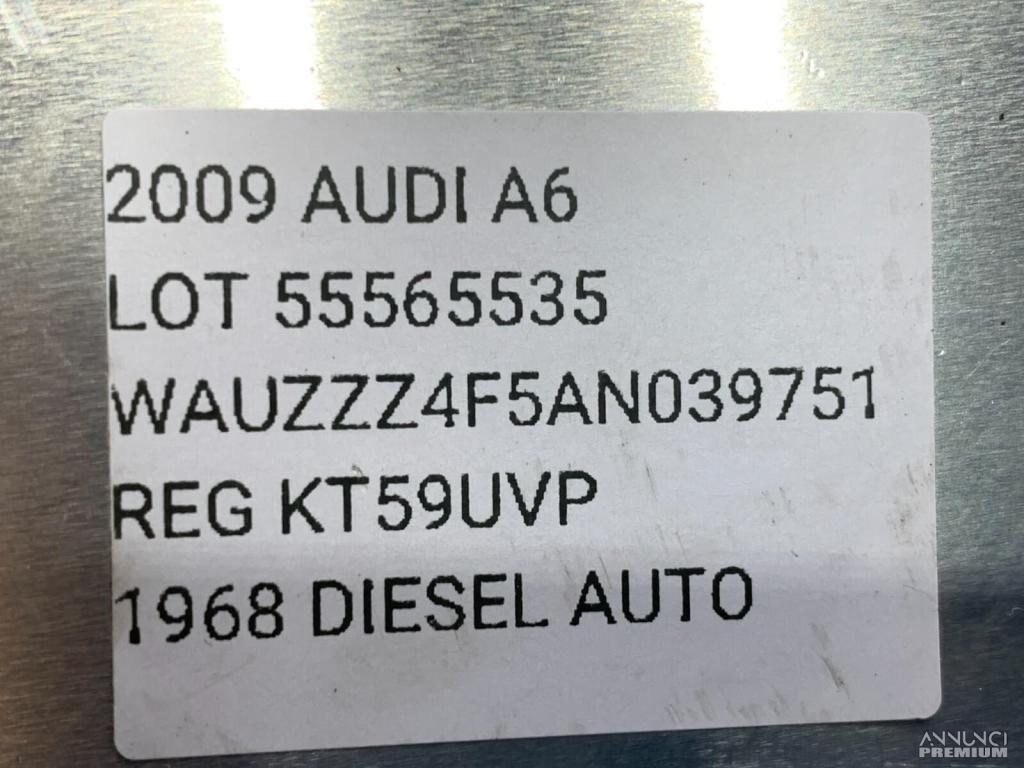 2009 AUDI A6
LOT 55565535
WAUZZZ4F5AN039751
REG KT59UVP
1968 DIESEL AUTO
ANNUNCI
PREMIUM